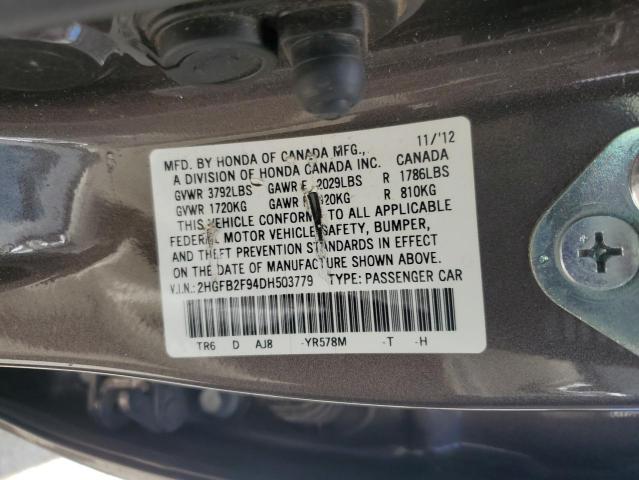 MFD. BY HONDA OF CANADA MFG., 11/'12
A DIVISION OF HONDA CANADA INC. CANADA
GVWR 3792LBS GAWR F 2029LBS R 1786LBS
GVWR 1720KG GAWR 920KG R 810KG
THIS VEHICLE CONFORMS TO ALL APPLICABLE
FEDERAL MOTOR VEHICLE SAFETY, BUMPER,
AND THEFT PREVENTION STANDARDS IN EFFECT
ON THE DATE OF MANUFACTURE SHOWN ABOVE.
V.I.N.: 2HGFB2F94DH503779 TYPE: PASSENGER CAR
TR6 D AJ8 -YR578M -T -H